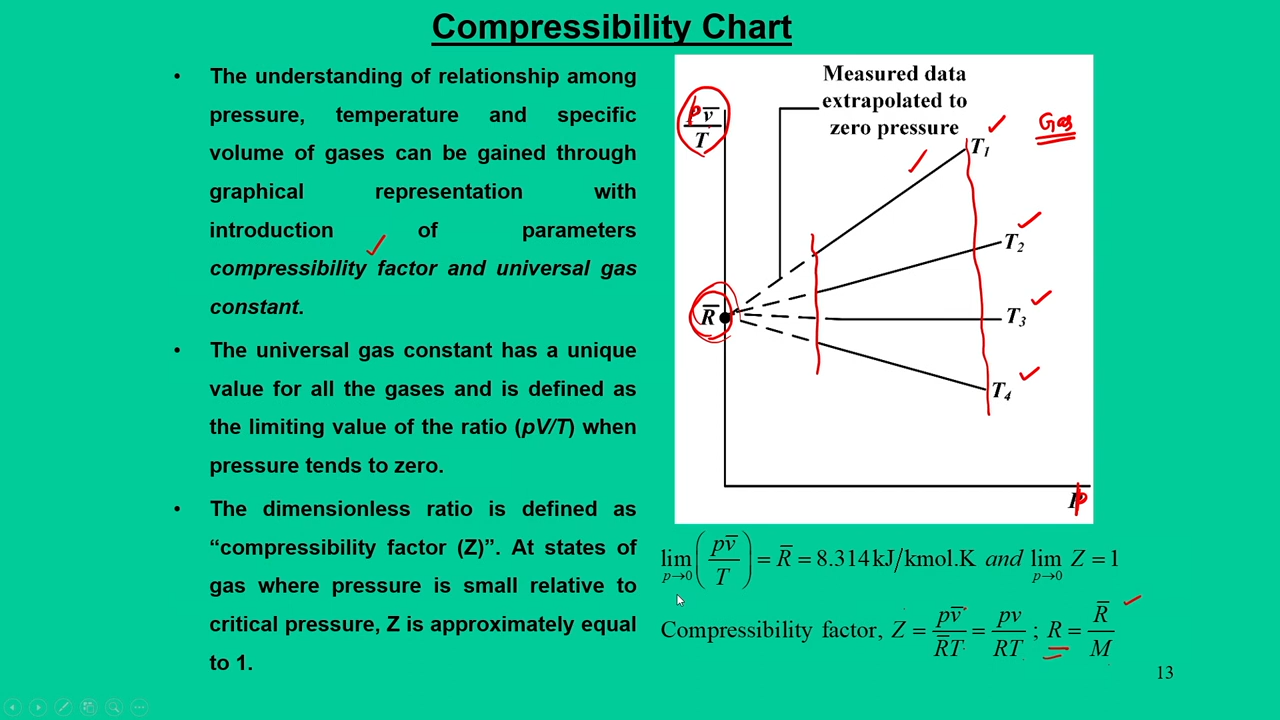 Compressibility Chart
• The understanding of relationship among
pressure, temperature and specific
volume of gases can be gained through
graphical representation with
introduction of parameters
compressibility factor and universal gas
constant.
• The universal gas constant has a unique
value for all the gases and is defined as
the limiting value of the ratio (pV/T) when
pressure tends to zero.
• The dimensionless ratio is defined as
“compressibility factor (Z)”. At states of
gas where pressure is small relative to
critical pressure, Z is approximately equal
to 1.
Measured data
extrapolated to
zero pressure
Gas
pv̅
T
T₁
T₂
R̅
T₃
T₄
p
lim p→0 (pv̅/T) = R̅ = 8.314 kJ/kmol.K and lim p→0 Z = 1
Compressibility factor, Z = pv̅/R̅T = pv/RT ; R = R̅/M
13